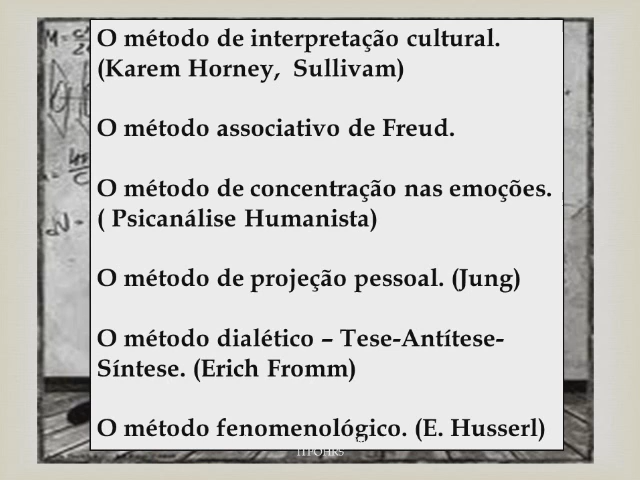 O método de interpretação cultural.
(Karem Horney, Sullivam)
O método associativo de Freud.
O método de concentração nas emoções.
( Psicanálise Humanista)
O método de projeção pessoal. (Jung)
O método dialético – Tese-Antítese-
Síntese. (Erich Fromm)
O método fenomenológico. (E. Husserl)
ITPOHRS